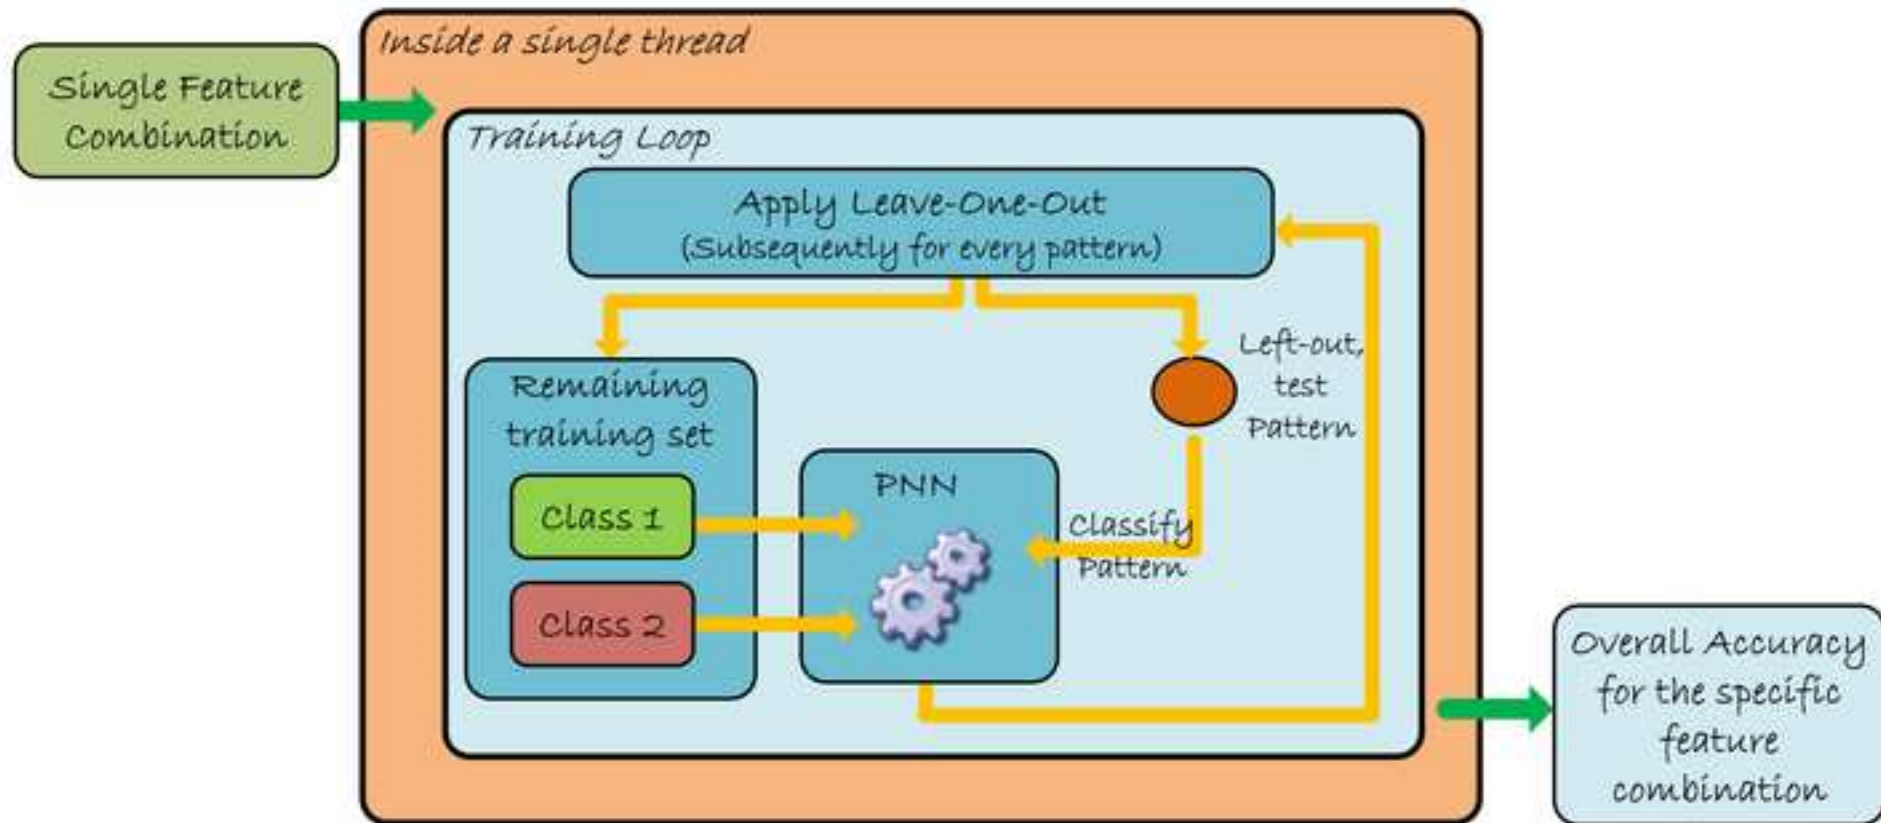 Inside a single thread
Single Feature
Combination
Training Loop
Apply Leave-One-Out
(Subsequently for every pattern)
Left-out,
test
Pattern
Remaining
training set
Class 1
Class 2
PNN
Classify
Pattern
Overall Accuracy
for the specific
feature
combination